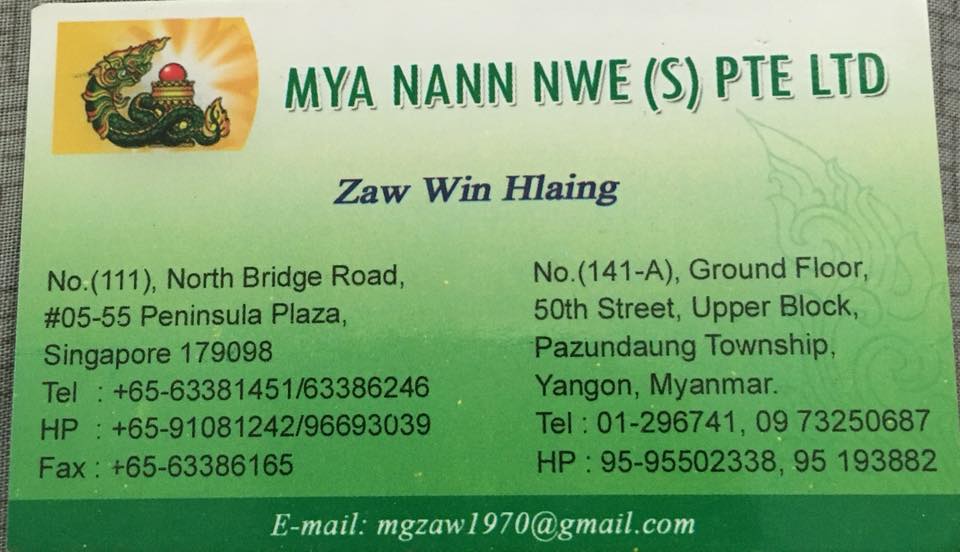 MYA NANN NWE (S) PTE LTD
Zaw Win Hlaing
No.(111), North Bridge Road,
#05-55 Peninsula Plaza,
Singapore 179098
Tel : +65-63381451/63386246
HP : +65-91081242/96693039
Fax : +65-63386165
No.(141-A), Ground Floor,
50th Street, Upper Block,
Pazundaung Township,
Yangon, Myanmar.
Tel : 01-296741, 09 73250687
HP : 95-95502338, 95 193882
E-mail: mgzaw1970@gmail.com